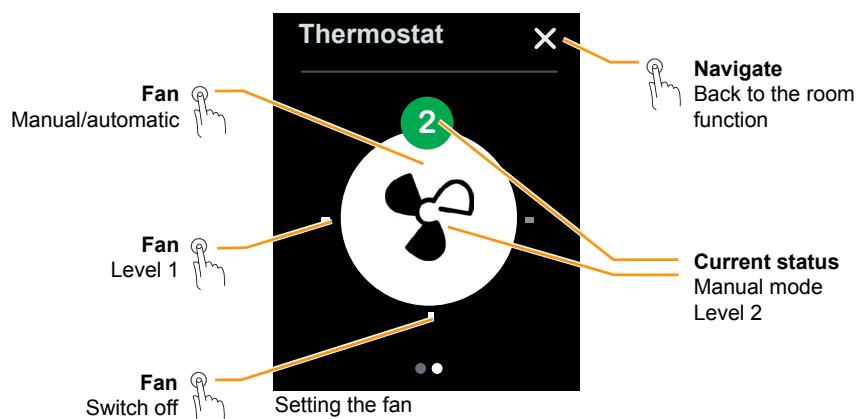 Thermostat
Fan
Manual/automatic
2
Navigate
Back to the room
function
Fan
Level 1
Current status
Manual mode
Level 2
Fan
Switch off
Setting the fan